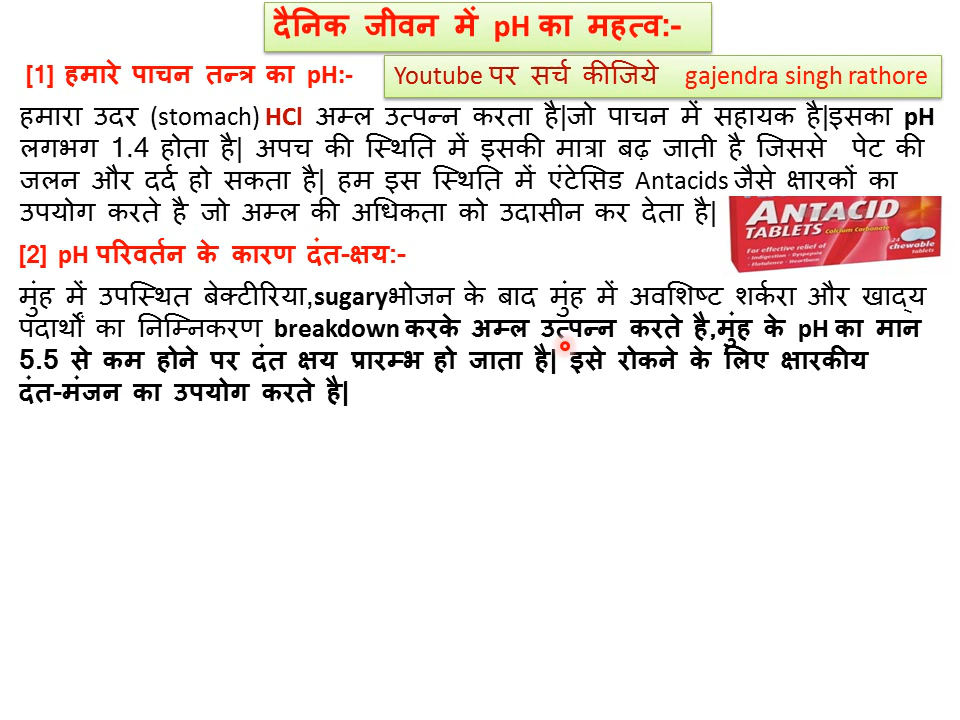 दैनिक जीवन में pH का महत्व:-
[1] हमारे पाचन तन्त्र का pH:-
Youtube पर सर्च कीजिये gajendra singh rathore
हमारा उदर (stomach) HCl अम्ल उत्पन्न करता है|जो पाचन में सहायक है|इसका pH
लगभग 1.4 होता है| अपच की स्थिति में इसकी मात्रा बढ़ जाती है जिससे पेट की
जलन और दर्द हो सकता है| हम इस स्थिति में एंटेसिड Antacids जैसे क्षारकों का
उपयोग करते है जो अम्ल की अधिकता को उदासीन कर देता है|
ANTACID
TABLETS Calcium Carbonate
For effective relief of
• Indigestion • Dyspepsia
• Flatulence • Heartburn
chewable
tablets
[2] pH परिवर्तन के कारण दंत-क्षय:-
मुंह में उपस्थित बेक्टीरिया,sugaryभोजन के बाद मुंह में अवशिष्ट शर्करा और खाद्य
पदार्थों का निम्निकरण breakdown करके अम्ल उत्पन्न करते है,मुंह के pH का मान
5.5 से कम होने पर दंत क्षय प्रारम्भ हो जाता है| इसे रोकने के लिए क्षारकीय
दंत-मंजन का उपयोग करते है|